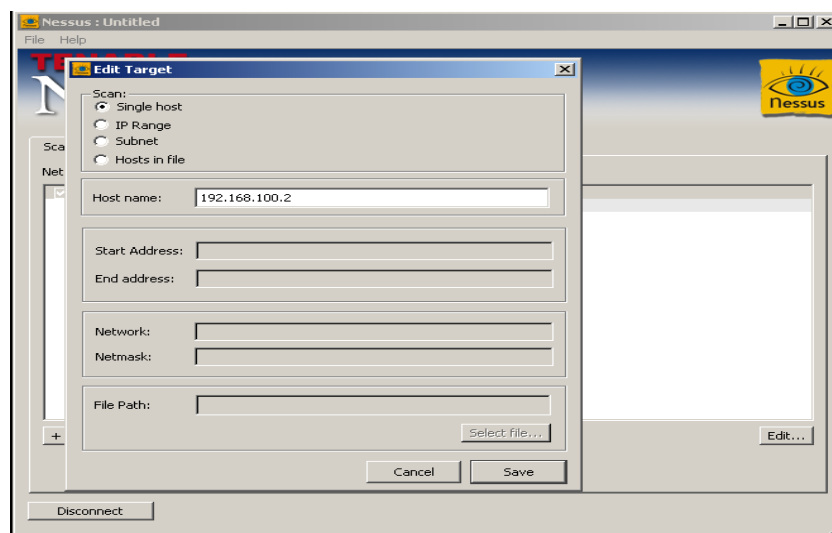 Nessus : Untitled
File Help
Nessus
Edit Target
Scan:
Single host
IP Range
Subnet
Hosts in file
Host name: 192.168.100.2
Start Address:
End address:
Network:
Netmask:
File Path:
Select file...
+
Edit...
Cancel Save
Disconnect